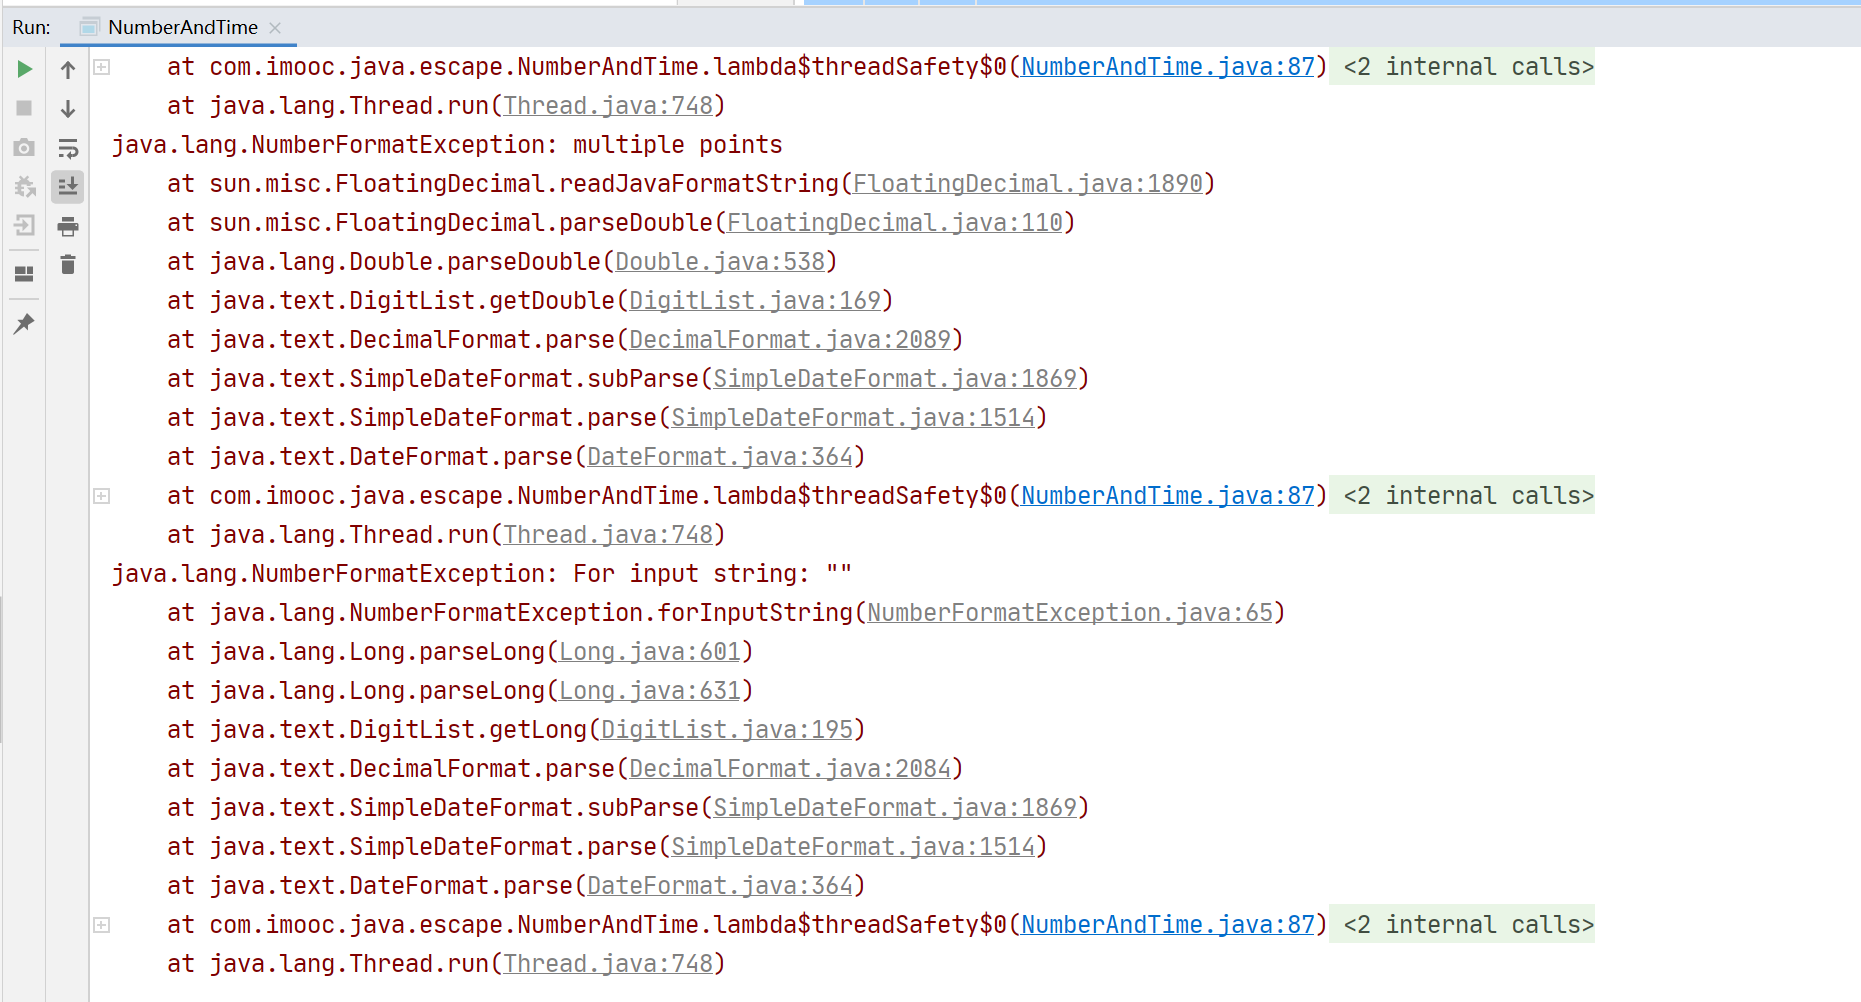 Run: NumberAndTime
at com.imooc.java.escape.NumberAndTime.lambda$threadSafety$0(NumberAndTime.java:87) <2 internal calls>
at java.lang.Thread.run(Thread.java:748)
java.lang.NumberFormatException: multiple points
at sun.misc.FloatingDecimal.readJavaFormatString(FloatingDecimal.java:1890)
at sun.misc.FloatingDecimal.parseDouble(FloatingDecimal.java:110)
at java.lang.Double.parseDouble(Double.java:538)
at java.text.DigitList.getDouble(DigitList.java:169)
at java.text.DecimalFormat.parse(DecimalFormat.java:2089)
at java.text.SimpleDateFormat.subParse(SimpleDateFormat.java:1869)
at java.text.SimpleDateFormat.parse(SimpleDateFormat.java:1514)
at java.text.DateFormat.parse(DateFormat.java:364)
at com.imooc.java.escape.NumberAndTime.lambda$threadSafety$0(NumberAndTime.java:87) <2 internal calls>
at java.lang.Thread.run(Thread.java:748)
java.lang.NumberFormatException: For input string: ""
at java.lang.NumberFormatException.forInputString(NumberFormatException.java:65)
at java.lang.Long.parseLong(Long.java:601)
at java.lang.Long.parseLong(Long.java:631)
at java.text.DigitList.getLong(DigitList.java:195)
at java.text.DecimalFormat.parse(DecimalFormat.java:2084)
at java.text.SimpleDateFormat.subParse(SimpleDateFormat.java:1869)
at java.text.SimpleDateFormat.parse(SimpleDateFormat.java:1514)
at java.text.DateFormat.parse(DateFormat.java:364)
at com.imooc.java.escape.NumberAndTime.lambda$threadSafety$0(NumberAndTime.java:87) <2 internal calls>
at java.lang.Thread.run(Thread.java:748)